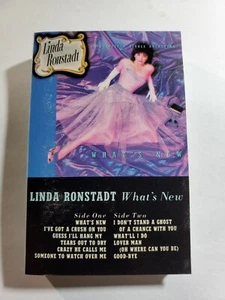 Linda
Ronstadt
WHAT'S NEW
LINDA RONSTADT What's New
Side One
WHAT'S NEW
I'VE GOT A CRUSH ON YOU
GUESS I'LL HANG MY
TEARS OUT TO DRY
CRAZY HE CALLS ME
SOMEONE TO WATCH OVER ME
Side Two
I DON'T STAND A GHOST
OF A CHANCE WITH YOU
WHAT'LL I DO
LOVER MAN
(OH WHERE CAN YOU BE)
GOOD-BYE